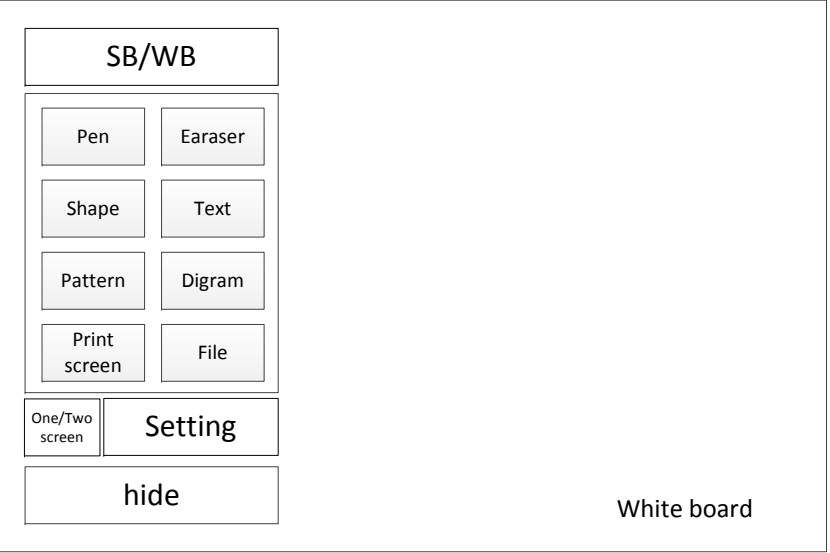 SB/WB
Pen
Earaser
Shape
Text
Pattern
Digram
Print
screen
File
One/Two
screen
Setting
hide
White board